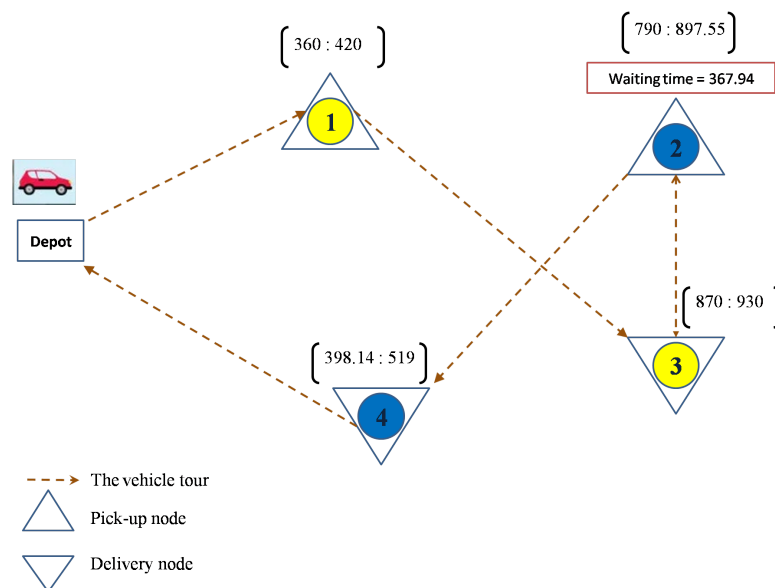 360 : 420
790 : 897.55
Waiting time = 367.94
1
2
Depot
870 : 930
398.14 : 519
3
4
The vehicle tour
Pick-up node
Delivery node